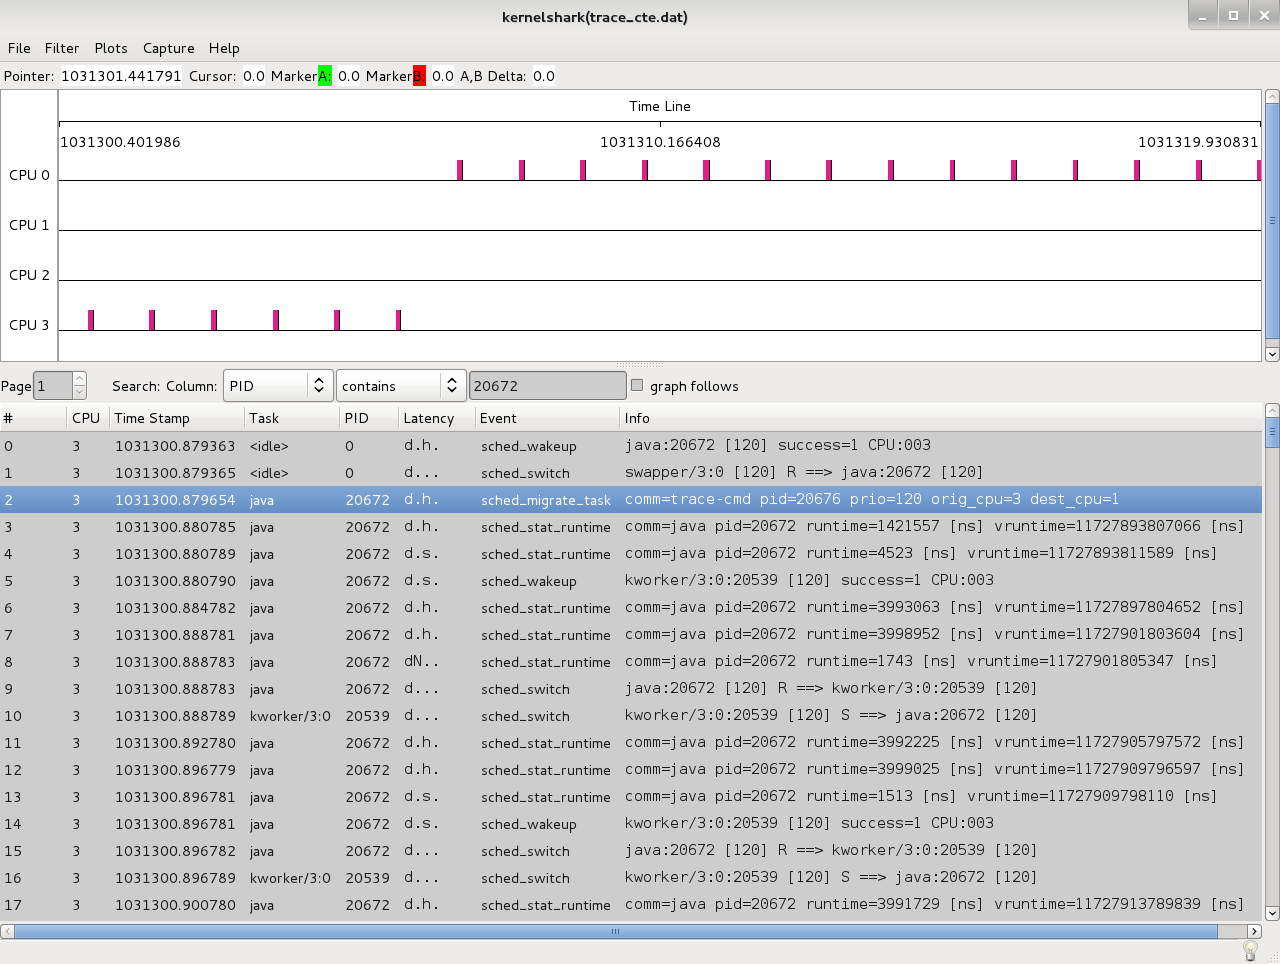 kernelshark(trace_cte.dat)
File Filter Plots Capture Help
Pointer: 1031301.441791 Cursor: 0.0 Marker A: 0.0 Marker B: 0.0 A,B Delta: 0.0
Time Line
1031300.401986 1031310.166408 1031319.930831
CPU 0
CPU 1
CPU 2
CPU 3
Page 1 Search: Column: PID contains 20672 graph follows
# CPU Time Stamp Task PID Latency Event Info
0 3 1031300.879363 <idle> 0 d.h. sched_wakeup java:20672 [120] success=1 CPU:003
1 3 1031300.879365 <idle> 0 d... sched_switch swapper/3:0 [120] R ==> java:20672 [120]
2 3 1031300.879654 java 20672 d.h. sched_migrate_task comm=trace-cmd pid=20676 prio=120 orig_cpu=3 dest_cpu=1
3 3 1031300.880785 java 20672 d.h. sched_stat_runtime comm=java pid=20672 runtime=1421557 [ns] vruntime=11727893807066 [ns]
4 3 1031300.880789 java 20672 d.s. sched_stat_runtime comm=java pid=20672 runtime=4523 [ns] vruntime=11727893811589 [ns]
5 3 1031300.880790 java 20672 d.s. sched_wakeup kworker/3:0:20539 [120] success=1 CPU:003
6 3 1031300.884782 java 20672 d.h. sched_stat_runtime comm=java pid=20672 runtime=3993063 [ns] vruntime=11727897804652 [ns]
7 3 1031300.888781 java 20672 d.h. sched_stat_runtime comm=java pid=20672 runtime=3998952 [ns] vruntime=11727901803604 [ns]
8 3 1031300.888783 java 20672 dN.. sched_stat_runtime comm=java pid=20672 runtime=1743 [ns] vruntime=11727901805347 [ns]
9 3 1031300.888783 java 20672 d... sched_switch java:20672 [120] R ==> kworker/3:0:20539 [120]
10 3 1031300.888789 kworker/3:0 20539 d... sched_switch kworker/3:0:20539 [120] S ==> java:20672 [120]
11 3 1031300.892780 java 20672 d.h. sched_stat_runtime comm=java pid=20672 runtime=3992225 [ns] vruntime=11727905797572 [ns]
12 3 1031300.896779 java 20672 d.h. sched_stat_runtime comm=java pid=20672 runtime=3999025 [ns] vruntime=11727909796597 [ns]
13 3 1031300.896781 java 20672 d.s. sched_stat_runtime comm=java pid=20672 runtime=1513 [ns] vruntime=11727909798110 [ns]
14 3 1031300.896781 java 20672 d.s. sched_wakeup kworker/3:0:20539 [120] success=1 CPU:003
15 3 1031300.896782 java 20672 d... sched_switch java:20672 [120] R ==> kworker/3:0:20539 [120]
16 3 1031300.896789 kworker/3:0 20539 d... sched_switch kworker/3:0:20539 [120] S ==> java:20672 [120]
17 3 1031300.900780 java 20672 d.h. sched_stat_runtime comm=java pid=20672 runtime=3991729 [ns] vruntime=11727913789839 [ns]